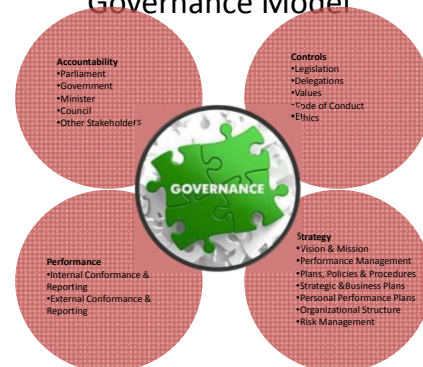 Governance Model
Accountability
•Parliament
•Government
•Minister
•Council
•Other Stakeholders
Controls
•Legislation
•Delegations
•Values
•Code of Conduct
•Ethics
GOVERNANCE
Performance
•Internal Conformance &
Reporting
•External Conformance &
Reporting
Strategy
•Vision & Mission
•Performance Management
•Plans, Policies & Procedures
•Strategic &Business Plans
•Personal Performance Plans
•Organizational Structure
•Risk Management